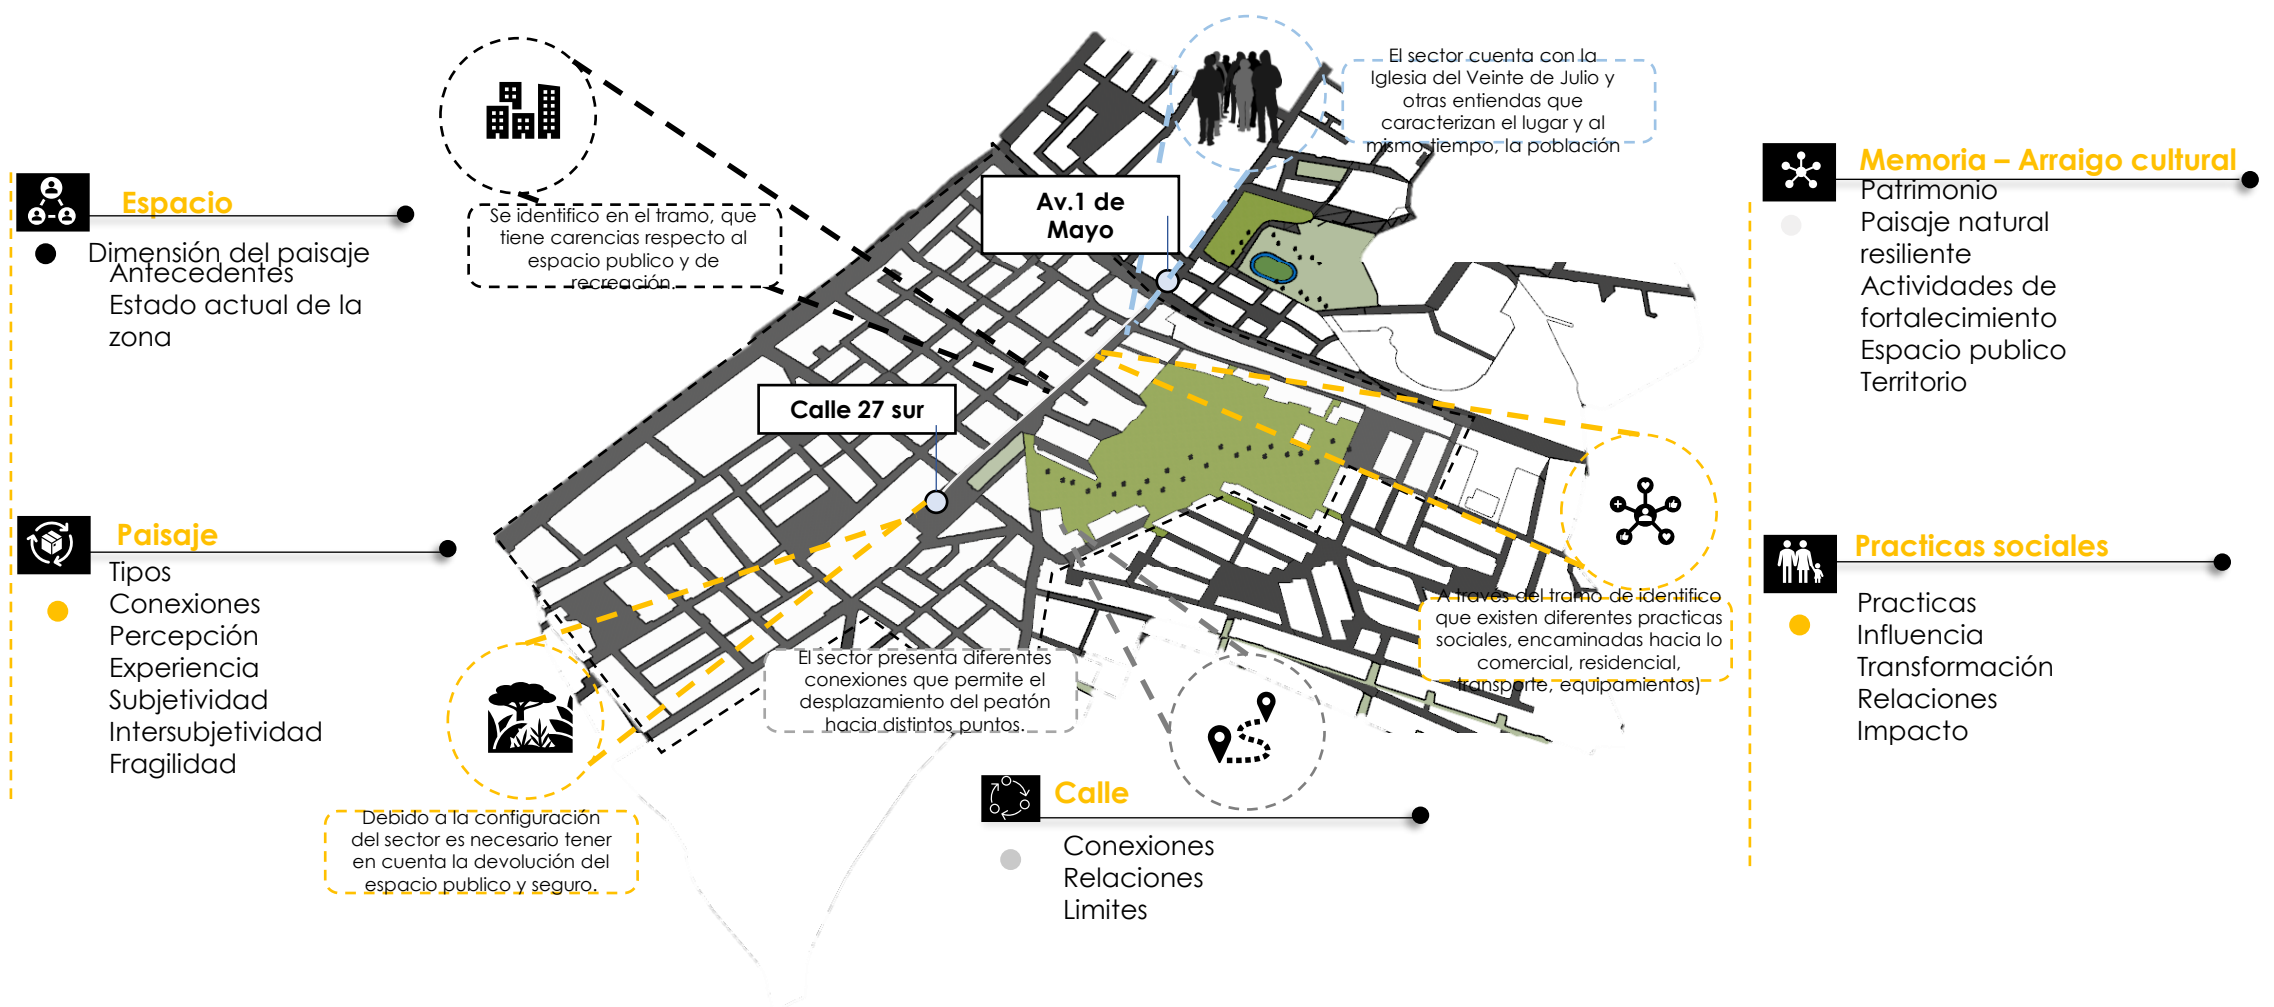 El sector cuenta con la
Iglesia del Veinte de Julio y
otras entiendas que
caracterizan el lugar y al
mismo tiempo, la población
Espacio
Dimensión del paisaje
Antecedentes
Estado actual de la
zona
Se identifico en el tramo, que
tiene carencias respecto al
espacio publico y de
recreación.
Av.1 de
Mayo
Memoria – Arraigo cultural
Patrimonio
Paisaje natural
resiliente
Actividades de
fortalecimiento
Espacio publico
Territorio
Calle 27 sur
Paisaje
Tipos
Conexiones
Percepción
Experiencia
Subjetividad
Intersubjetividad
Fragilidad
Practicas sociales
Practicas
Influencia
Transformación
Relaciones
Impacto
A través del tramo de identifico
que existen diferentes practicas
sociales, encaminadas hacia lo
comercial, residencial,
transporte, equipamientos)
El sector presenta diferentes
conexiones que permite el
desplazamiento del peatón
hacia distintos puntos.
Debido a la configuración
del sector es necesario tener
en cuenta la devolución del
espacio publico y seguro.
Calle
Conexiones
Relaciones
Limites